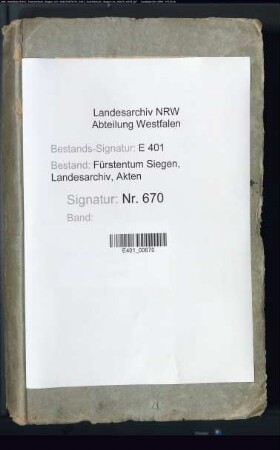 Landesarchiv NRW
Abteilung Westfalen
Bestands-Signatur: E 401
Bestand: Fürstentum Siegen,
Landesarchiv, Akten
Signatur: Nr. 670
Band:
E401_00670